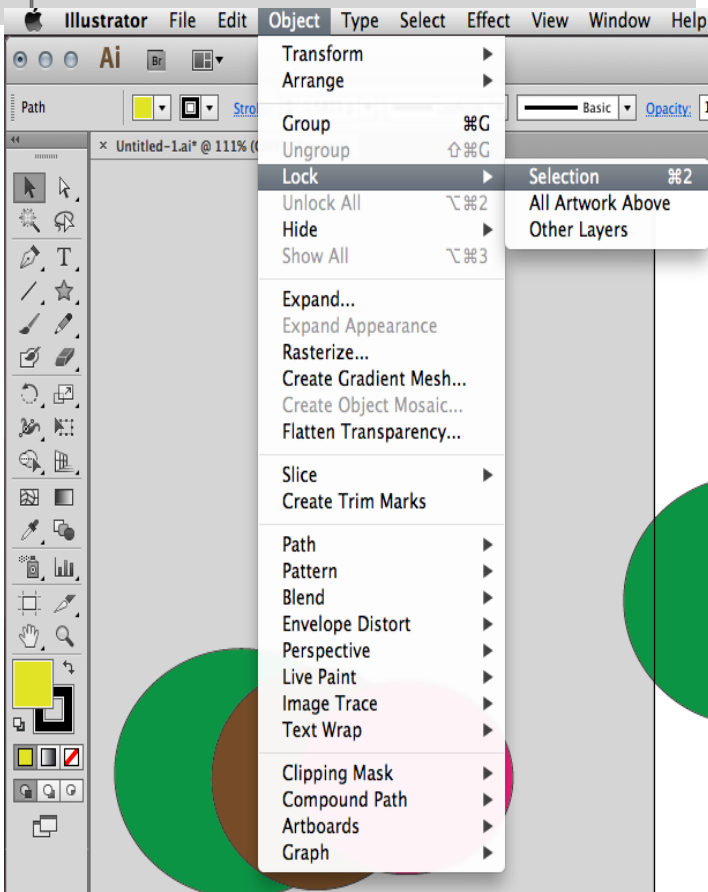 Illustrator File Edit Object Type Select Effect View Window Help
Ai Br
Path Basic Opacity: 1
× Untitled-1.ai* @ 111%
Transform
Arrange
Group ⌘G
Ungroup ⇧⌘G
Lock
Selection ⌘2
Unlock All ⌥⌘2
All Artwork Above
Hide
Other Layers
Show All ⌥⌘3
Expand...
Expand Appearance
Rasterize...
Create Gradient Mesh...
Create Object Mosaic...
Flatten Transparency...
Slice
Create Trim Marks
Path
Pattern
Blend
Envelope Distort
Perspective
Live Paint
Image Trace
Text Wrap
Clipping Mask
Compound Path
Artboards
Graph